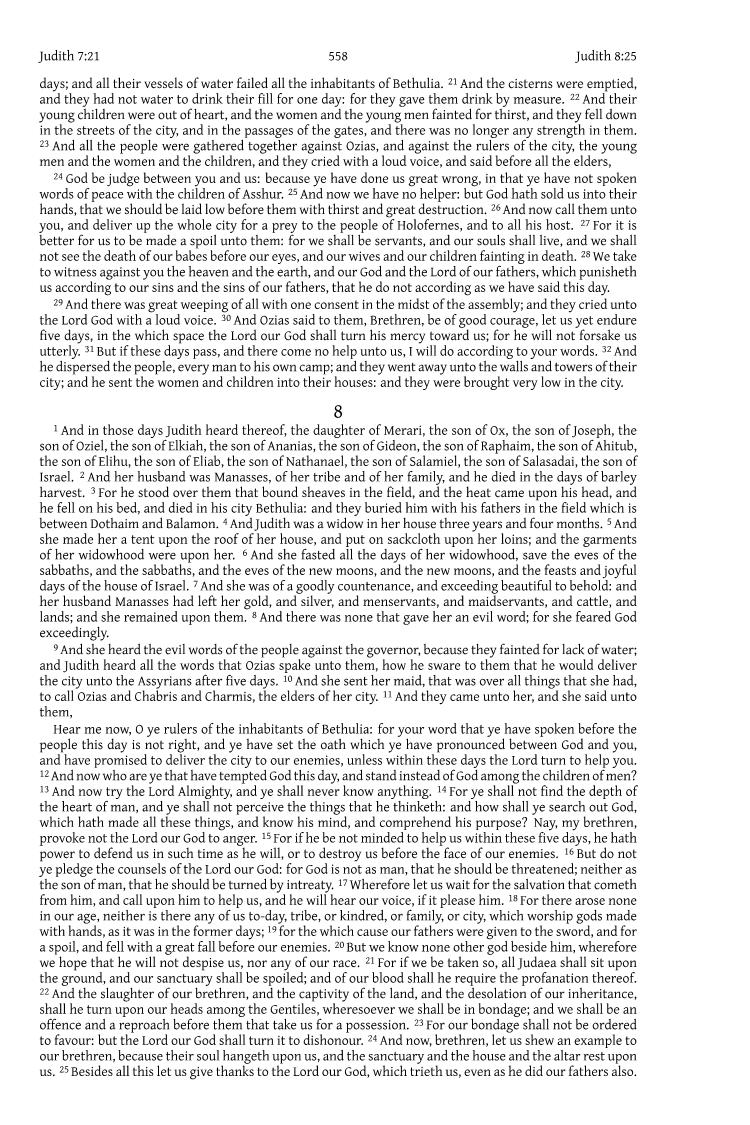 Judith 7:21 558 Judith 8:25
days; and all their vessels of water failed all the inhabitants of Bethulia. 21 And the cisterns were emptied,
and they had not water to drink their fill for one day: for they gave them drink by measure. 22 And their
young children were out of heart, and the women and the young men fainted for thirst, and they fell down
in the streets of the city, and in the passages of the gates, and there was no longer any strength in them.
23 And all the people were gathered together against Ozias, and against the rulers of the city, the young
men and the women and the children, and they cried with a loud voice, and said before all the elders,
24 God be judge between you and us: because ye have done us great wrong, in that ye have not spoken
words of peace with the children of Asshur. 25 And now we have no helper: but God hath sold us into their
hands, that we should be laid low before them with thirst and great destruction. 26 And now call them unto
you, and deliver up the whole city for a prey to the people of Holofernes, and to all his host. 27 For it is
better for us to be made a spoil unto them: for we shall be servants, and our souls shall live, and we shall
not see the death of our babes before our eyes, and our wives and our children fainting in death. 28 We take
to witness against you the heaven and the earth, and our God and the Lord of our fathers, which punisheth
us according to our sins and the sins of our fathers, that he do not according as we have said this day.
29 And there was great weeping of all with one consent in the midst of the assembly; and they cried unto
the Lord God with a loud voice. 30 And Ozias said to them, Brethren, be of good courage, let us yet endure
five days, in the which space the Lord our God shall turn his mercy toward us; for he will not forsake us
utterly. 31 But if these days pass, and there come no help unto us, I will do according to your words. 32 And
he dispersed the people, every man to his own camp; and they went away unto the walls and towers of their
city; and he sent the women and children into their houses: and they were brought very low in the city.
8
1 And in those days Judith heard thereof, the daughter of Merari, the son of Ox, the son of Joseph, the
son of Oziel, the son of Elkiah, the son of Ananias, the son of Gideon, the son of Raphaim, the son of Ahitub,
the son of Elihu, the son of Eliab, the son of Nathanael, the son of Salamiel, the son of Salasadai, the son of
Israel. 2 And her husband was Manasses, of her tribe and of her family, and he died in the days of barley
harvest. 3 For he stood over them that bound sheaves in the field, and the heat came upon his head, and
he fell on his bed, and died in his city Bethulia: and they buried him with his fathers in the field which is
between Dothaim and Balamon. 4 And Judith was a widow in her house three years and four months. 5 And
she made her a tent upon the roof of her house, and put on sackcloth upon her loins; and the garments
of her widowhood were upon her. 6 And she fasted all the days of her widowhood, save the eves of the
sabbaths, and the sabbaths, and the eves of the new moons, and the new moons, and the feasts and joyful
days of the house of Israel. 7 And she was of a goodly countenance, and exceeding beautiful to behold: and
her husband Manasses had left her gold, and silver, and menservants, and maidservants, and cattle, and
lands; and she remained upon them. 8 And there was none that gave her an evil word; for she feared God
exceedingly.
9 And she heard the evil words of the people against the governor, because they fainted for lack of water;
and Judith heard all the words that Ozias spake unto them, how he sware to them that he would deliver
the city unto the Assyrians after five days. 10 And she sent her maid, that was over all things that she had,
to call Ozias and Chabris and Charmis, the elders of her city. 11 And they came unto her, and she said unto
them,
Hear me now, O ye rulers of the inhabitants of Bethulia: for your word that ye have spoken before the
people this day is not right, and ye have set the oath which ye have pronounced between God and you,
and have promised to deliver the city to our enemies, unless within these days the Lord turn to help you.
12 And now who are ye that have tempted God this day, and stand instead of God among the children of men?
13 And now try the Lord Almighty, and ye shall never know anything. 14 For ye shall not find the depth of
the heart of man, and ye shall not perceive the things that he thinketh: and how shall ye search out God,
which hath made all these things, and know his mind, and comprehend his purpose? Nay, my brethren,
provoke not the Lord our God to anger. 15 For if he be not minded to help us within these five days, he hath
power to defend us in such time as he will, or to destroy us before the face of our enemies. 16 But do not
ye pledge the counsels of the Lord our God: for God is not as man, that he should be threatened; neither as
the son of man, that he should be turned by intreaty. 17 Wherefore let us wait for the salvation that cometh
from him, and call upon him to help us, and he will hear our voice, if it please him. 18 For there arose none
in our age, neither is there any of us to-day, tribe, or kindred, or family, or city, which worship gods made
with hands, as it was in the former days; 19 for the which cause our fathers were given to the sword, and for
a spoil, and fell with a great fall before our enemies. 20 But we know none other god beside him, wherefore
we hope that he will not despise us, nor any of our race. 21 For if we be taken so, all Judaea shall sit upon
the ground, and our sanctuary shall be spoiled; and of our blood shall he require the profanation thereof.
22 And the slaughter of our brethren, and the captivity of the land, and the desolation of our inheritance,
shall he turn upon our heads among the Gentiles, wheresoever we shall be in bondage; and we shall be an
offence and a reproach before them that take us for a possession. 23 For our bondage shall not be ordered
to favour: but the Lord our God shall turn it to dishonour. 24 And now, brethren, let us shew an example to
our brethren, because their soul hangeth upon us, and the sanctuary and the house and the altar rest upon
us. 25 Besides all this let us give thanks to the Lord our God, which trieth us, even as he did our fathers also.